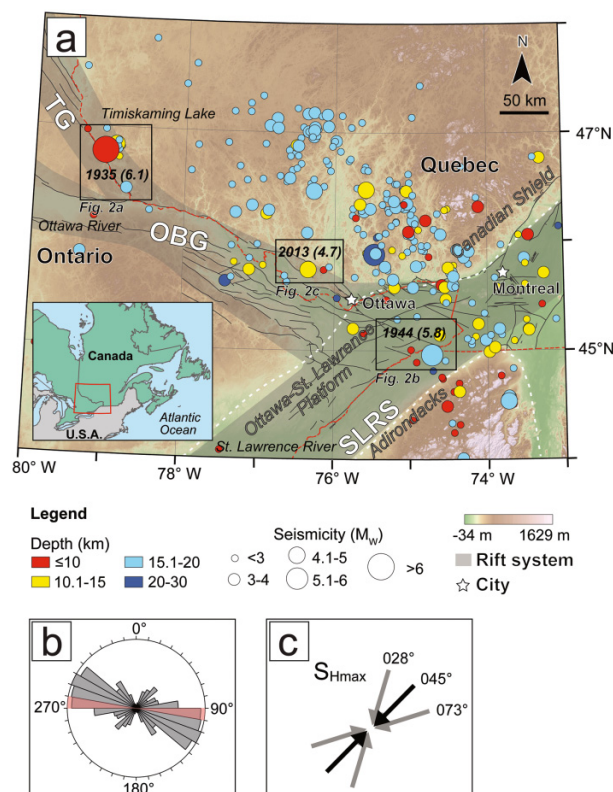 a
N
50 km
TG
Timiskaming Lake
47°N
1935 (6.1)
Quebec
Fig. 2a
Canadian Shield
Ottawa River
OBG
2013 (4.7)
Ontario
Fig. 2c
Ottawa
Montreal
1944 (5.8)
45°N
Ottawa-St. Lawrence
Platform
Fig. 2b
Canada
U.S.A.
Atlantic
Ocean
SLRS
Adirondacks
St. Lawrence River
80° W
78° W
76° W
74° W
Legend
Depth (km)
≤10
15.1-20
10.1-15
20-30
Seismicity (Mw)
<3
4.1-5
3-4
5.1-6
>6
-34 m
1629 m
Rift system
City
b
0°
270°
90°
180°
c
SHmax
028°
045°
073°